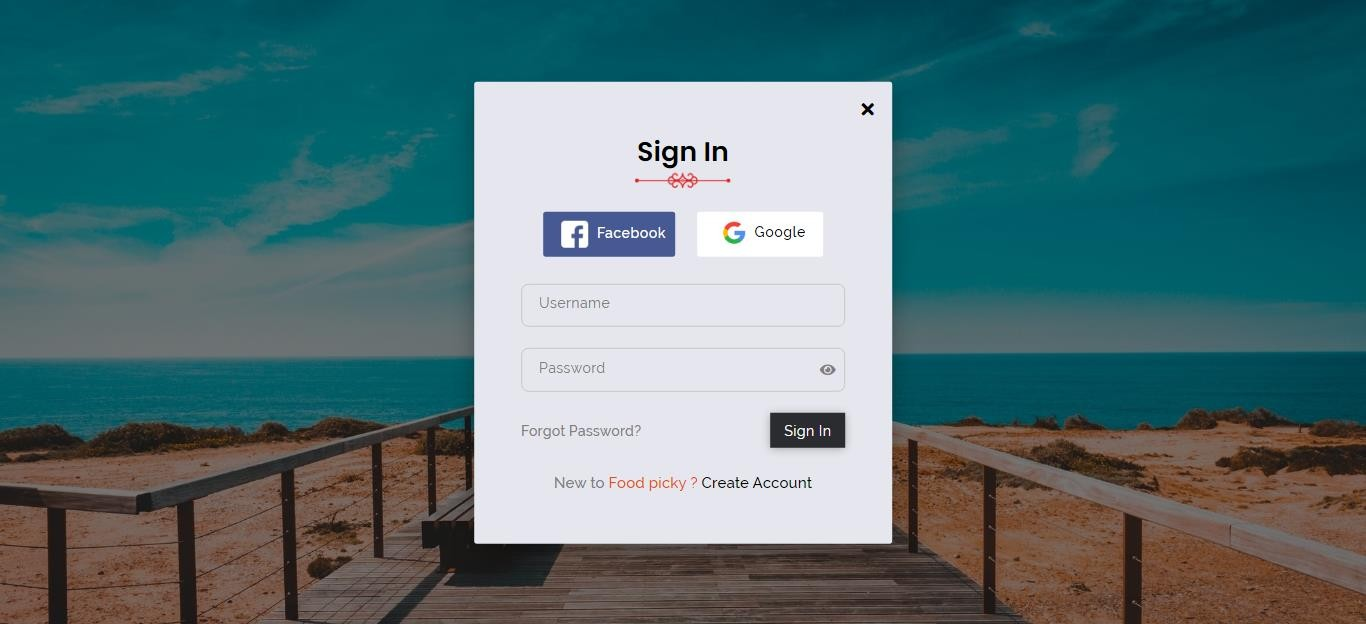 Sign In
Facebook Google
Username
Password
Forgot Password? Sign In
New to Food picky ? Create Account